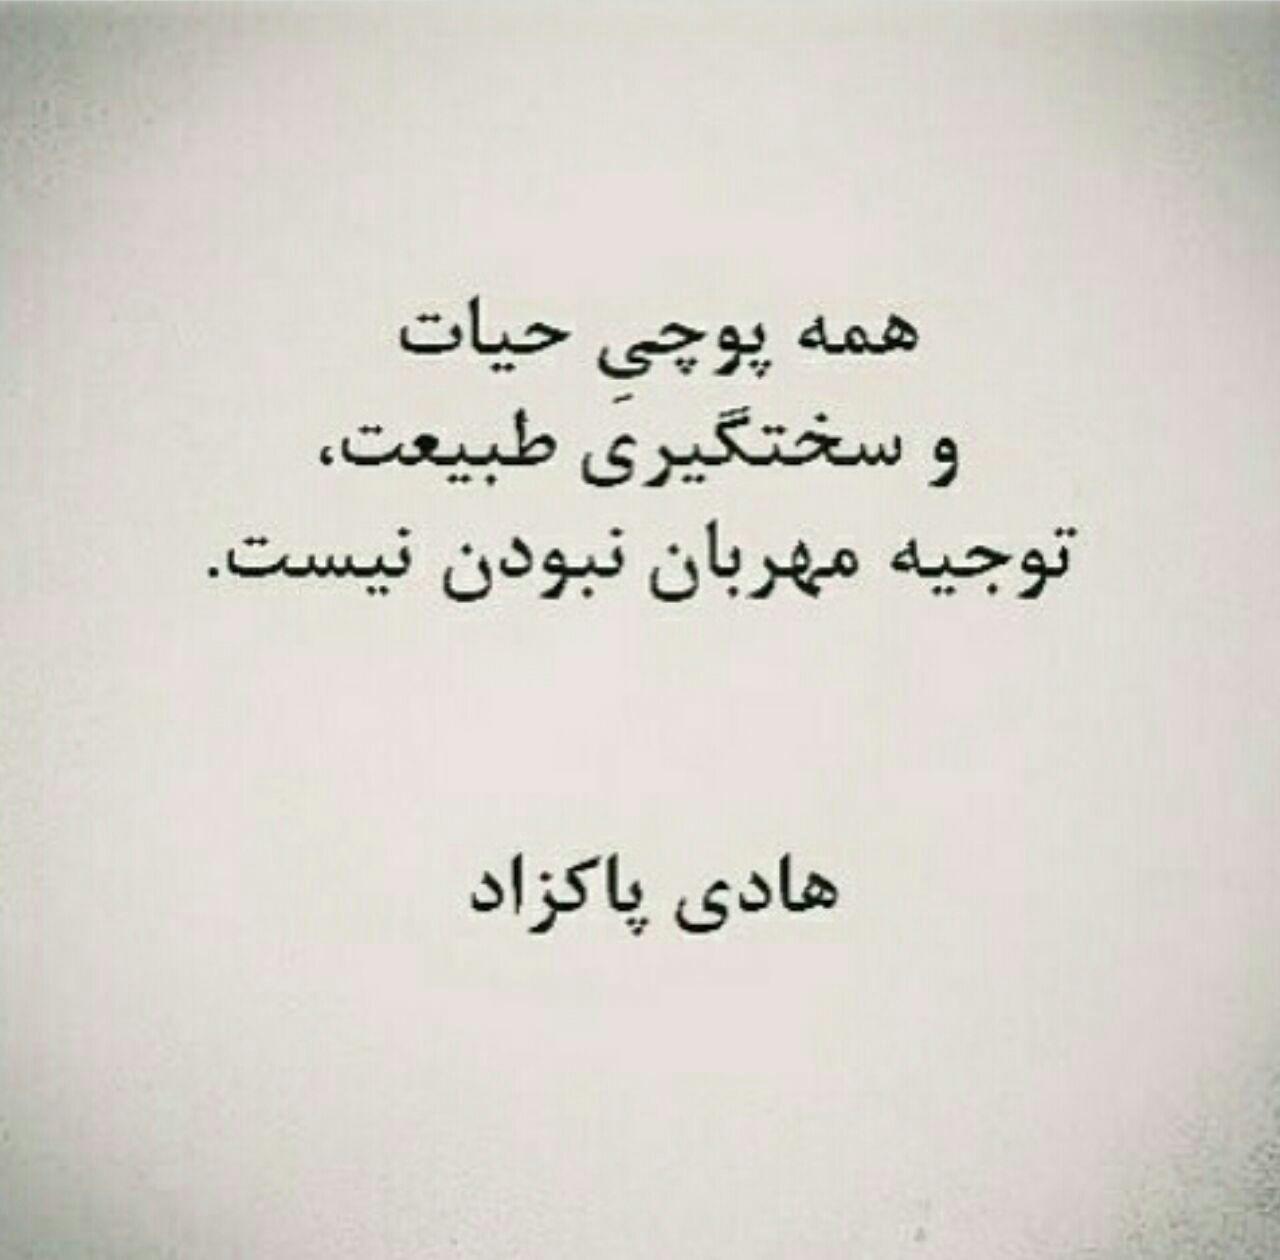 همه پوچیِ حیات
و سختگیریَ طبیعت،
توجیه مهربان نبودن نیست.
هادی پاکزاد